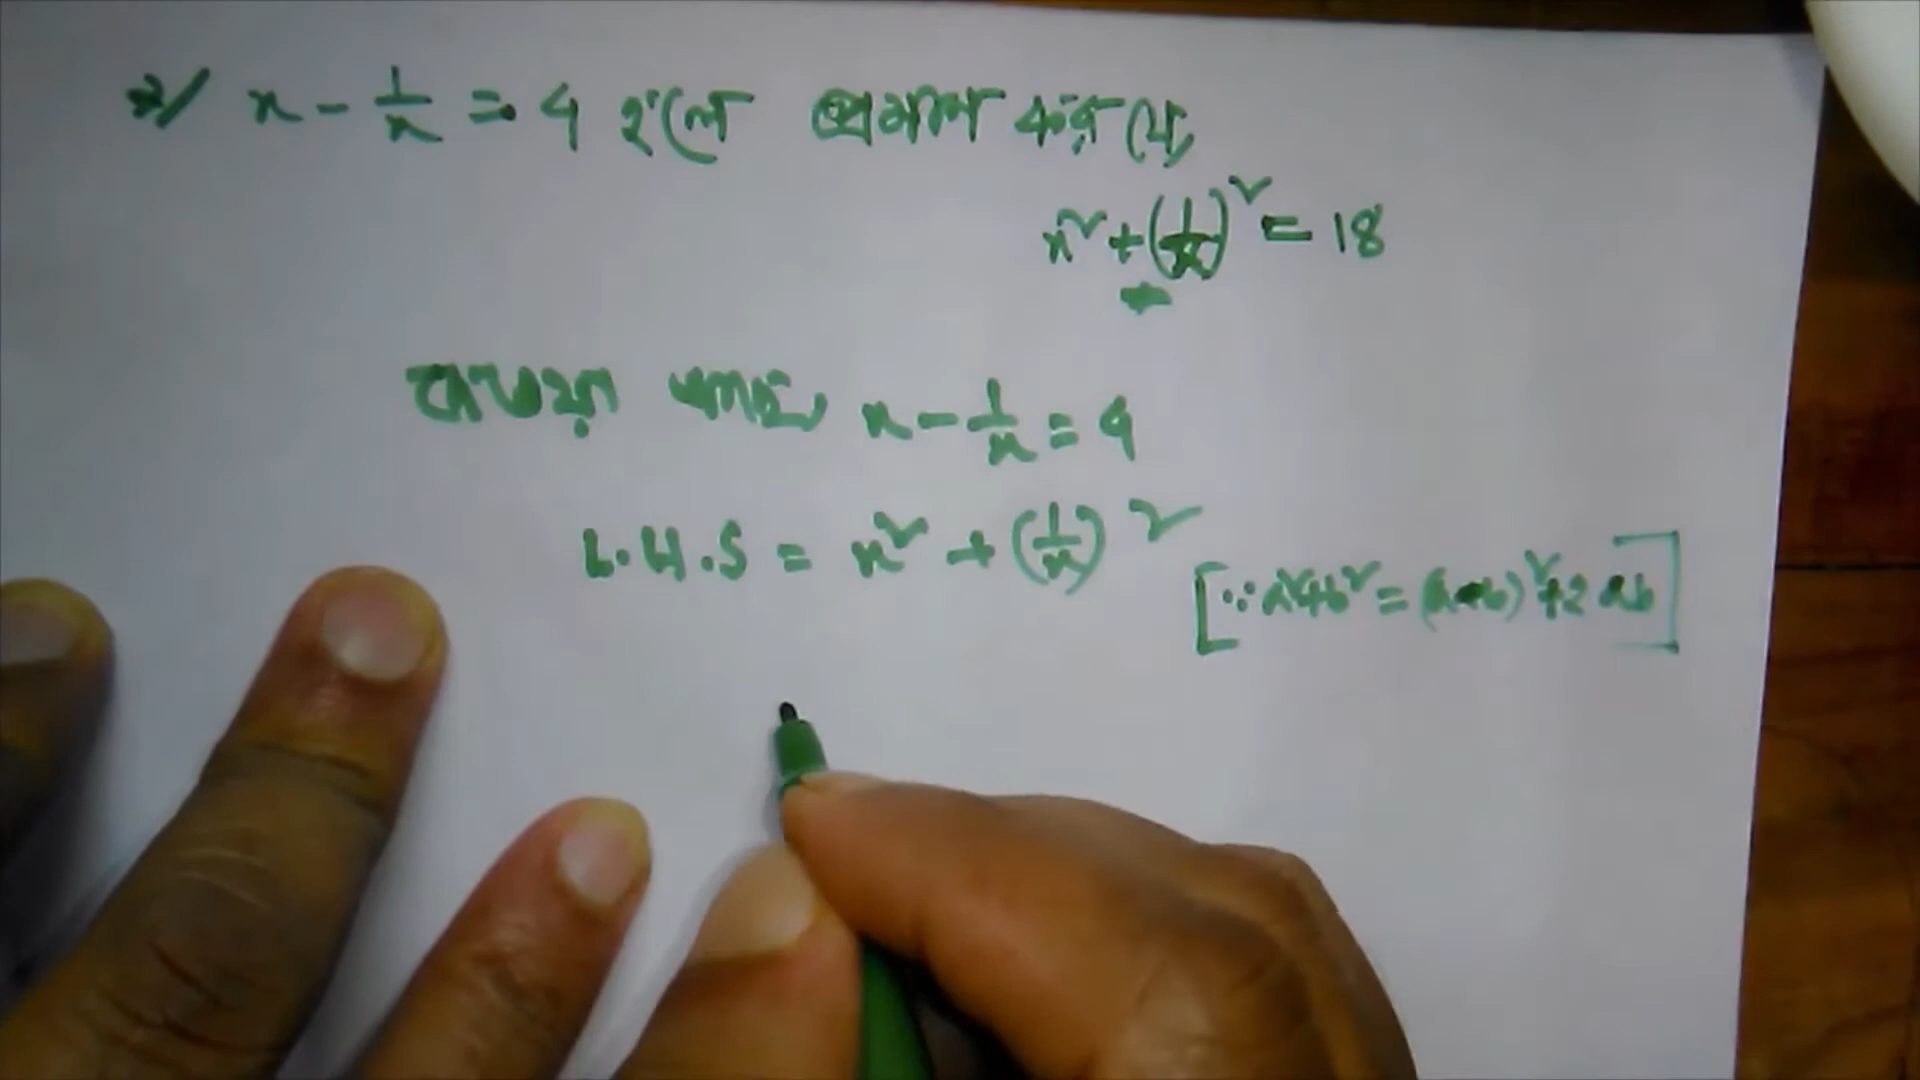 ২/ x - 1/x = 4 হলে প্রমাণ কর যে,
x² + (1/x)² = 18
দেওয়া আছে, x - 1/x = 4
L.H.S = x² + (1/x)²
[∵ a²+b² = (a-b)²+2ab]